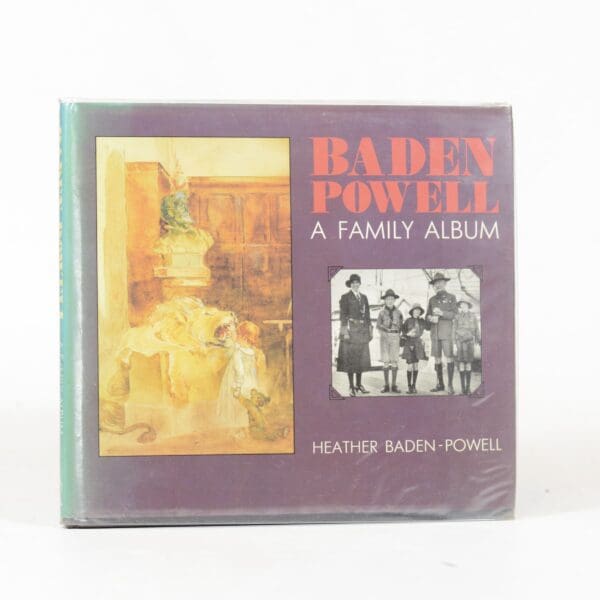 BADEN
POWELL
A FAMILY ALBUM
HEATHER BADEN-POWELL